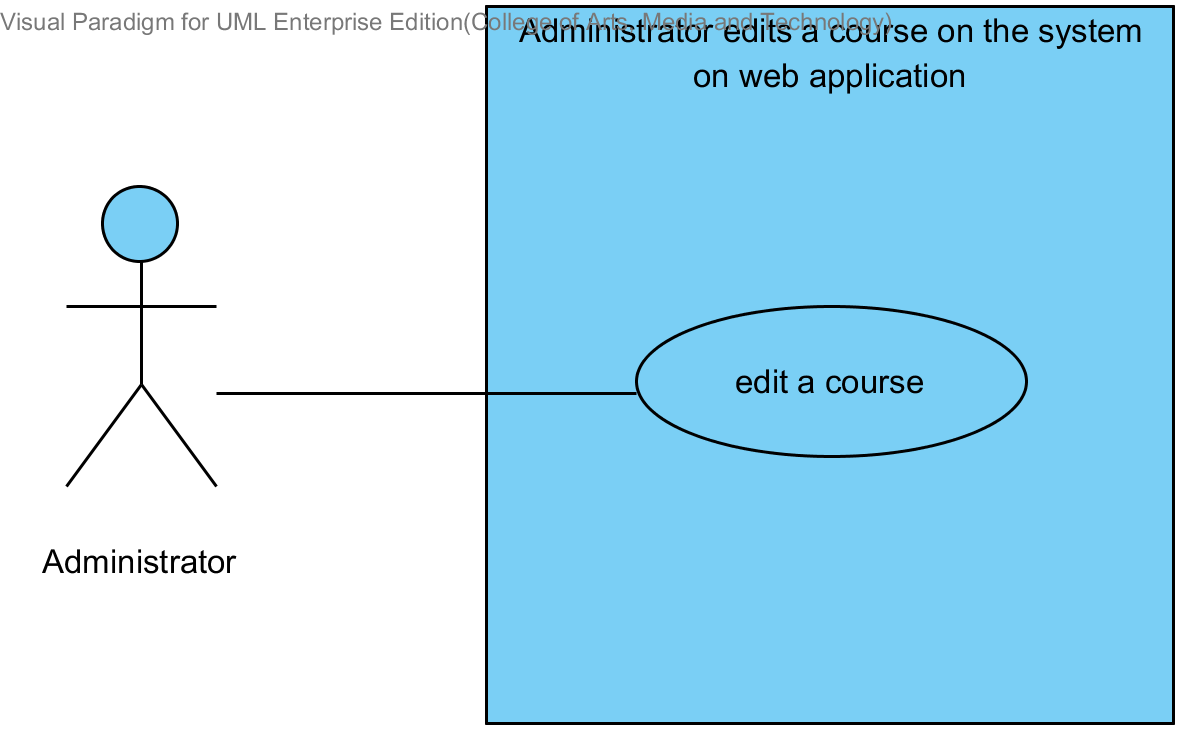 Visual Paradigm for UML Enterprise Edition(College of Arts, Media and Technology)
Administrator edits a course on the system
on web application
edit a course
Administrator